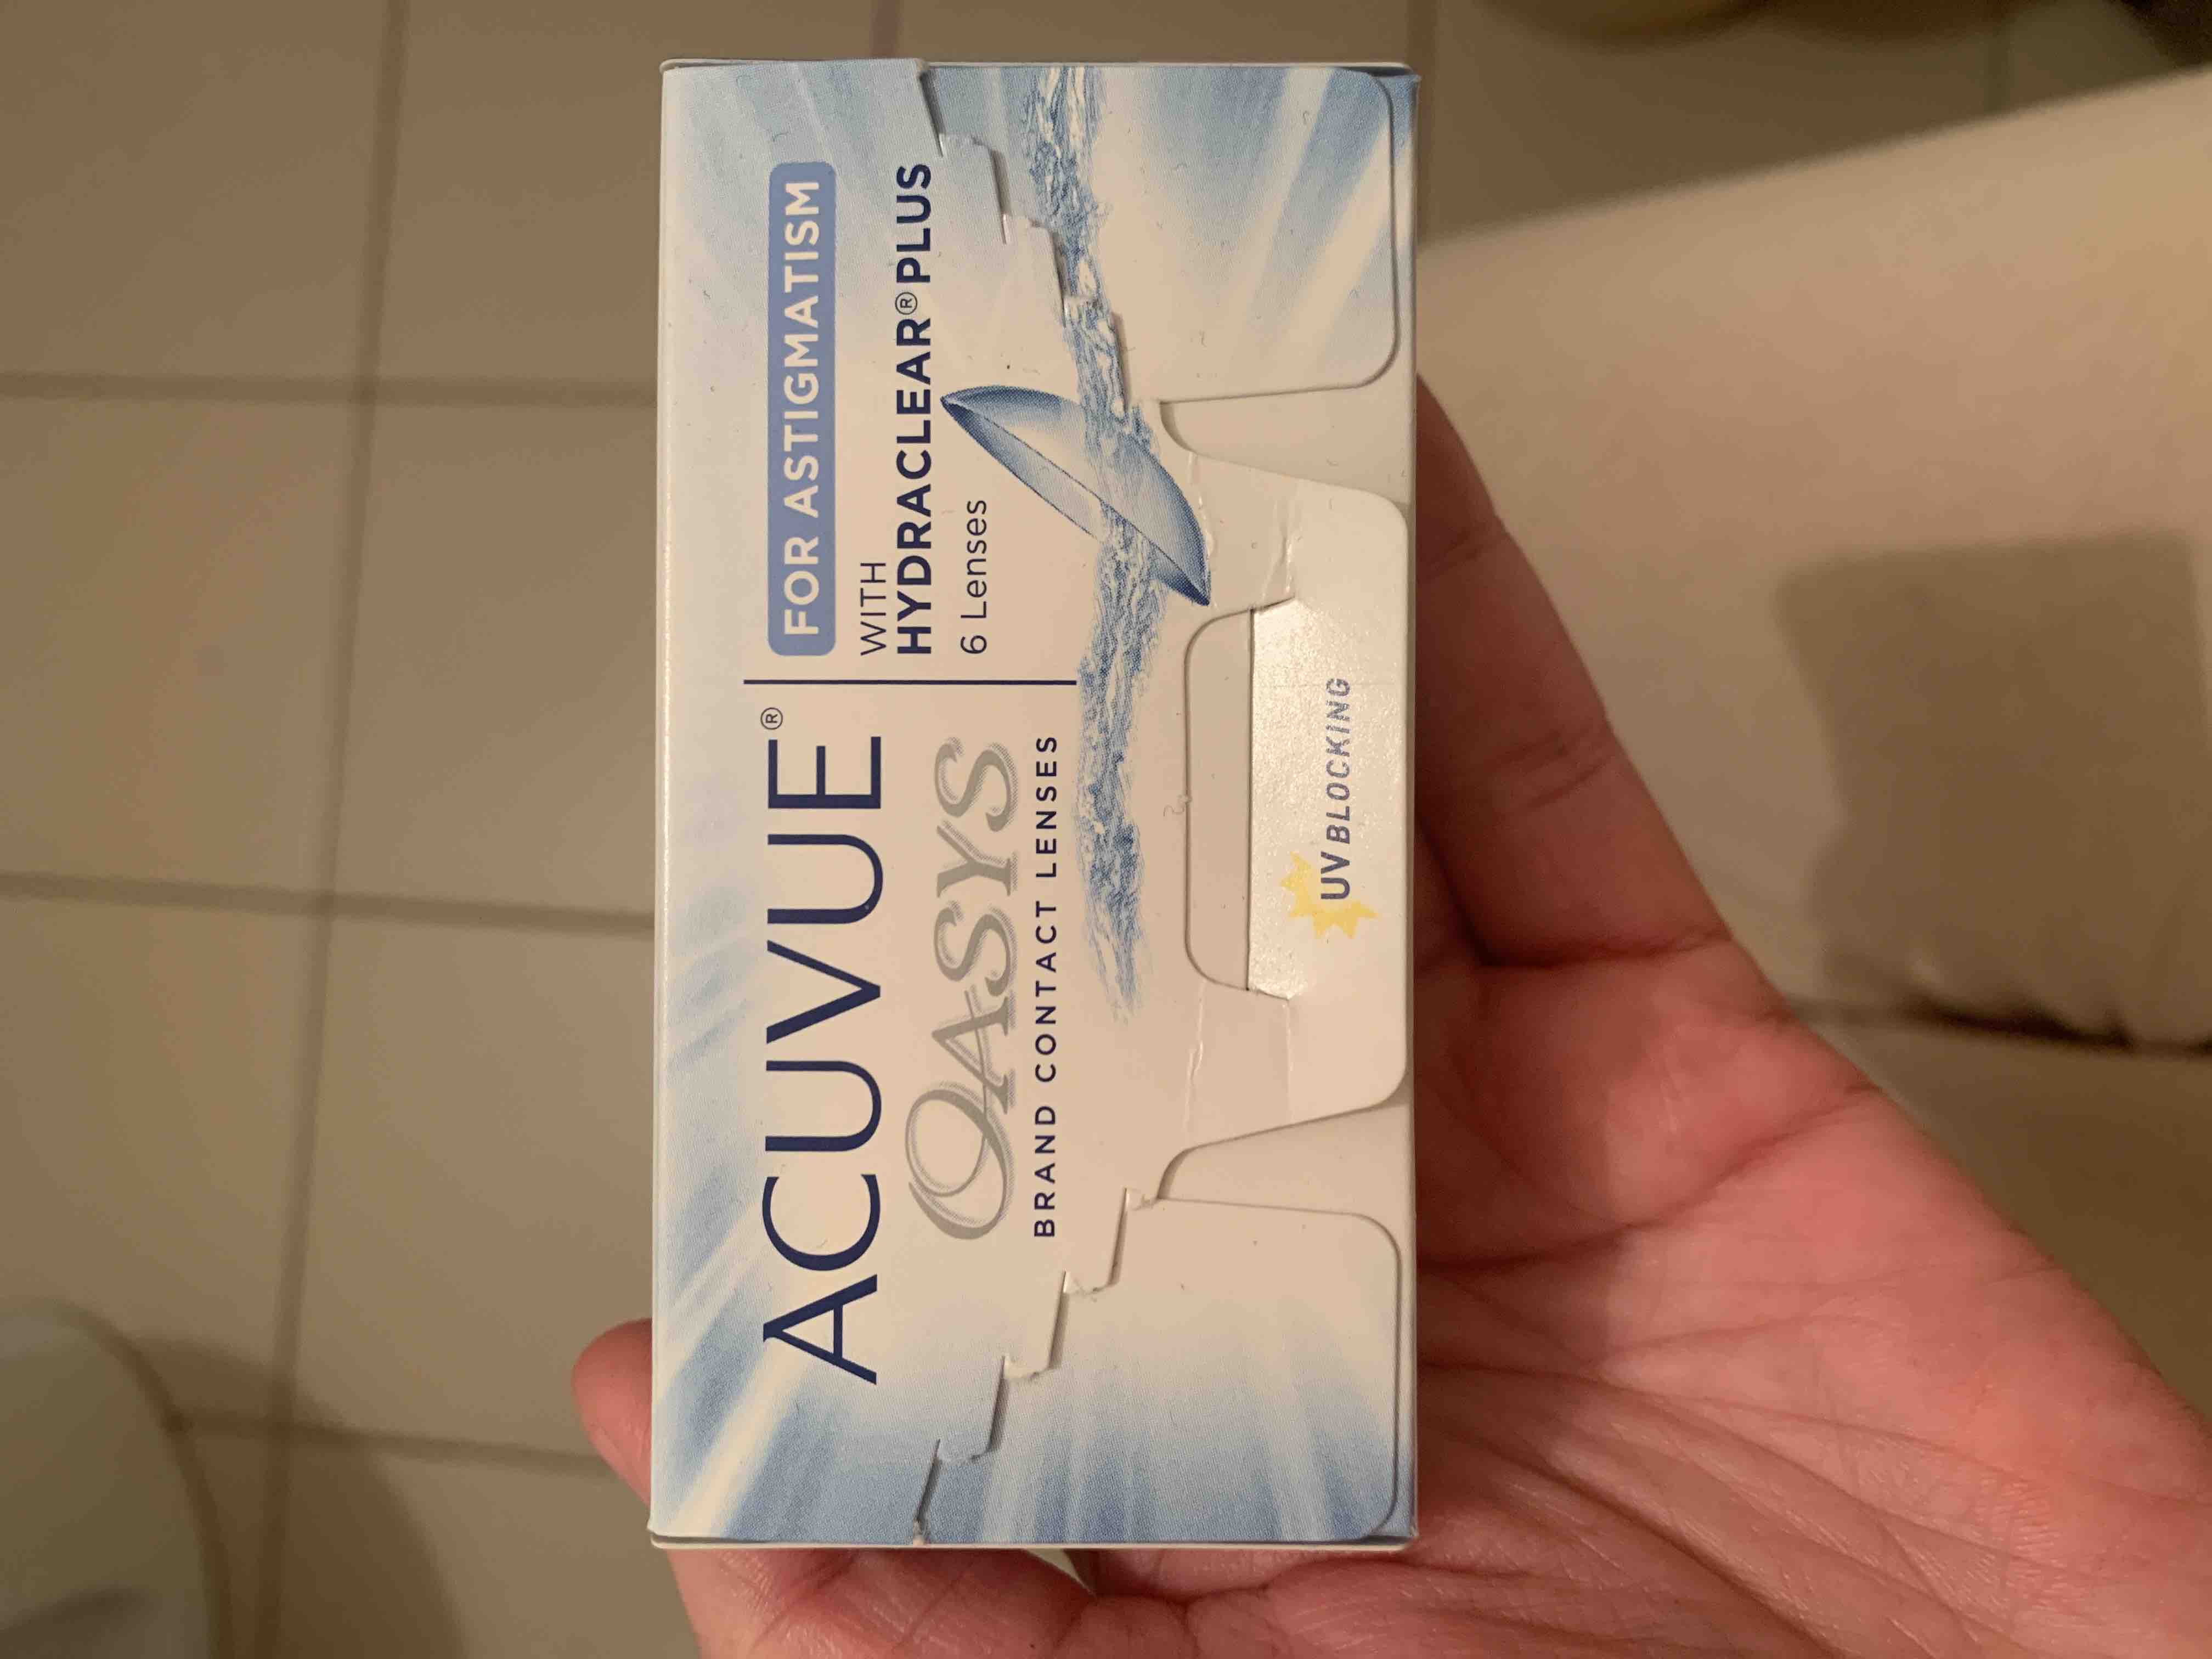 ACUVUE®
OASYS
BRAND CONTACT LENSES
FOR ASTIGMATISM
WITH
HYDRACLEAR® PLUS
6 Lenses
UV BLOCKING